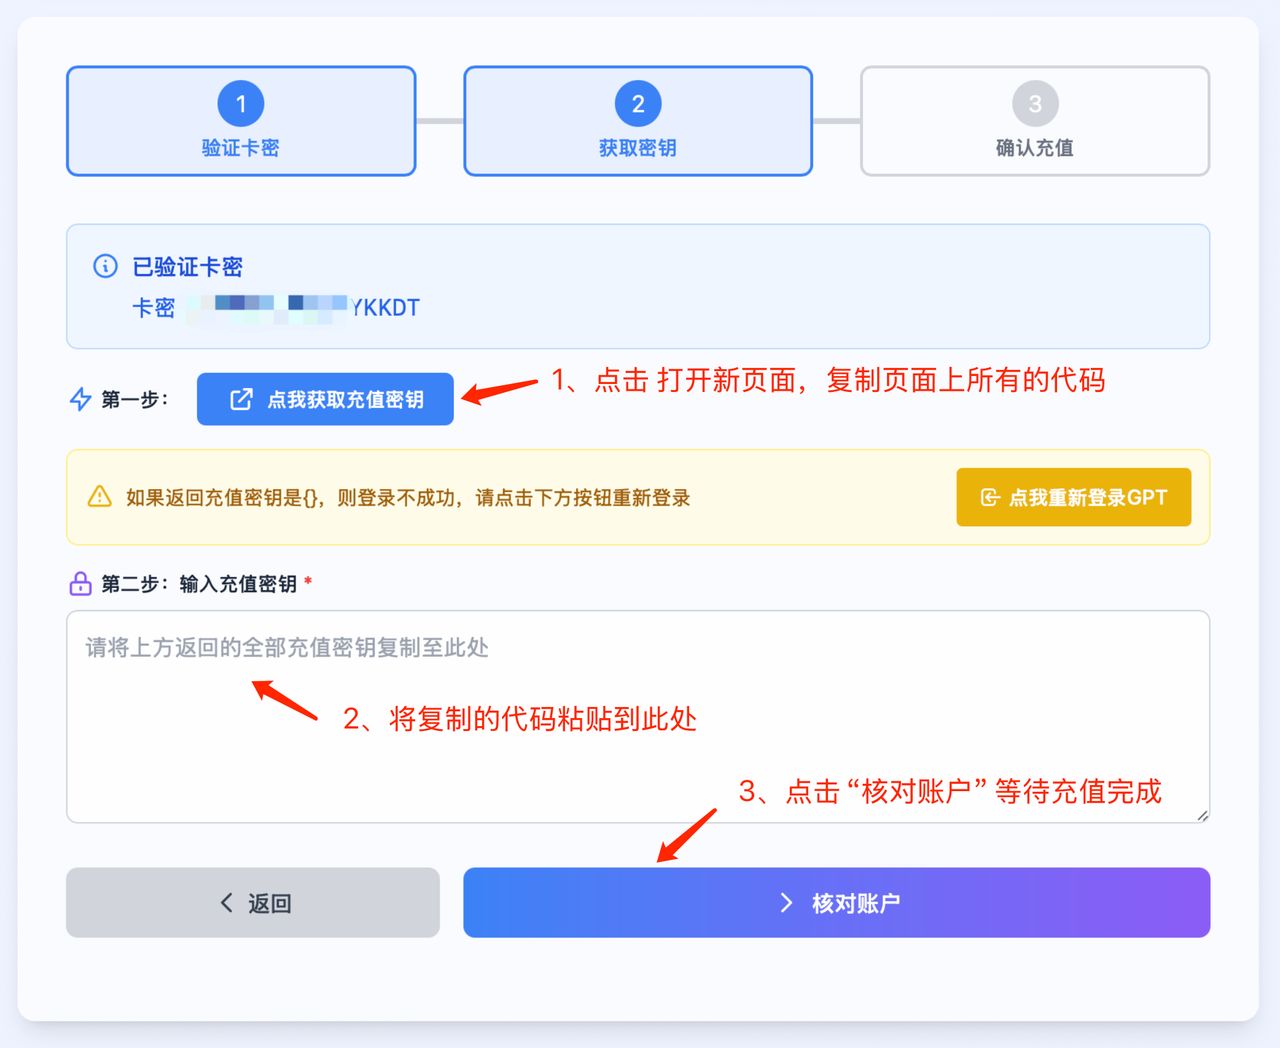 1
验证卡密
2
获取密钥
3
确认充值
已验证卡密
卡密 YKKDT
第一步：
点我获取充值密钥
1、点击 打开新页面，复制页面上所有的代码
如果返回充值密钥是{}，则登录不成功，请点击下方按钮重新登录
点我重新登录GPT
第二步：输入充值密钥 *
请将上方返回的全部充值密钥复制至此处
2、将复制的代码粘贴到此处
3、点击“核对账户”等待充值完成
返回
核对账户